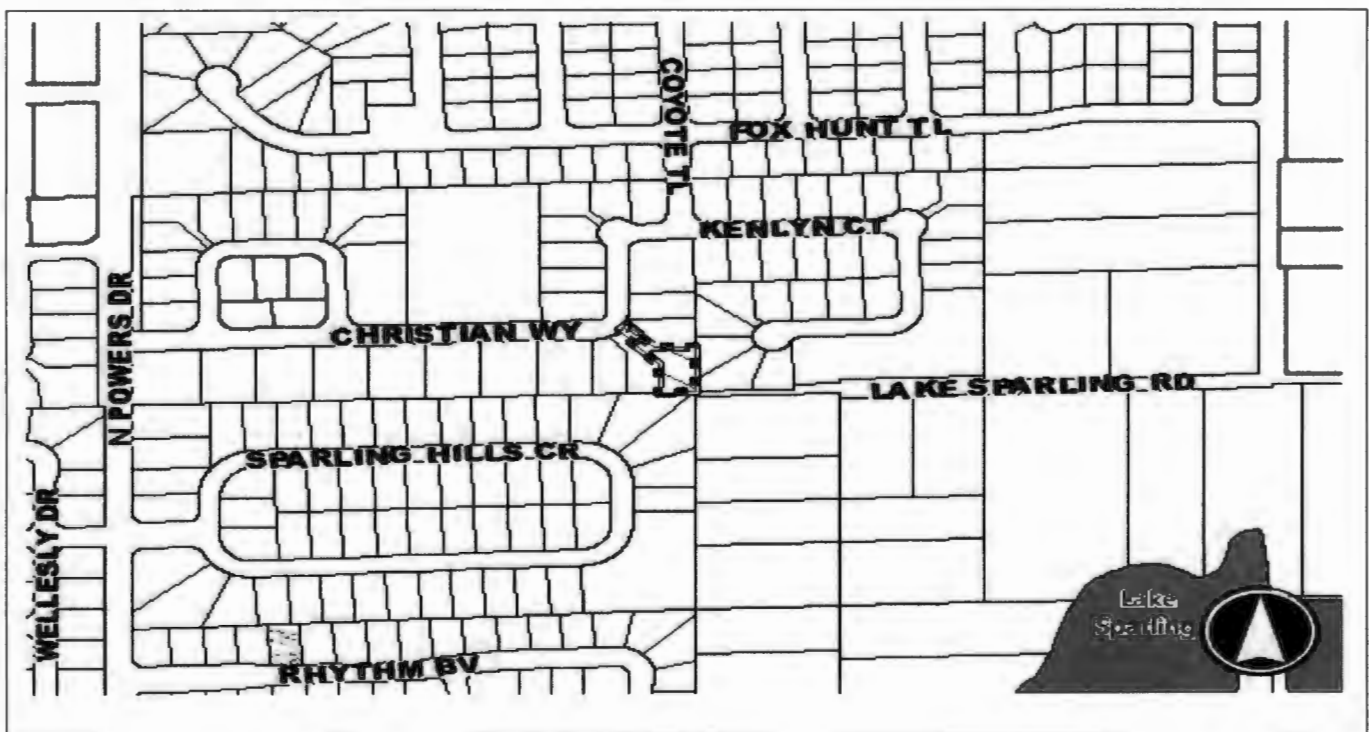 COYOTE TL
FOX HUNT TL
KENLYN CT
N POWERS DR
CHRISTIAN WY
LAKE SPARLING RD
SPARLING HILLS CR
WELLESLY DR
Lake
Sparling
RHYTHM BV